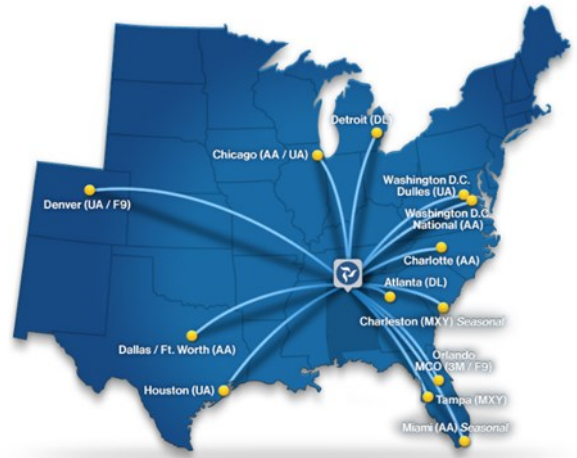 Detroit (DL)
Chicago (AA / UA)
Washington D.C.
Dulles (UA)
Denver (UA / F9)
Washington D.C.
National (AA)
Charlotte (AA)
Atlanta (DL)
Charleston (MXY) Seasonal
Dallas / Ft. Worth (AA)
Orlando
MCO (3M / F9)
Houston (UA)
Tampa (MXY)
Miami (AA) Seasonal